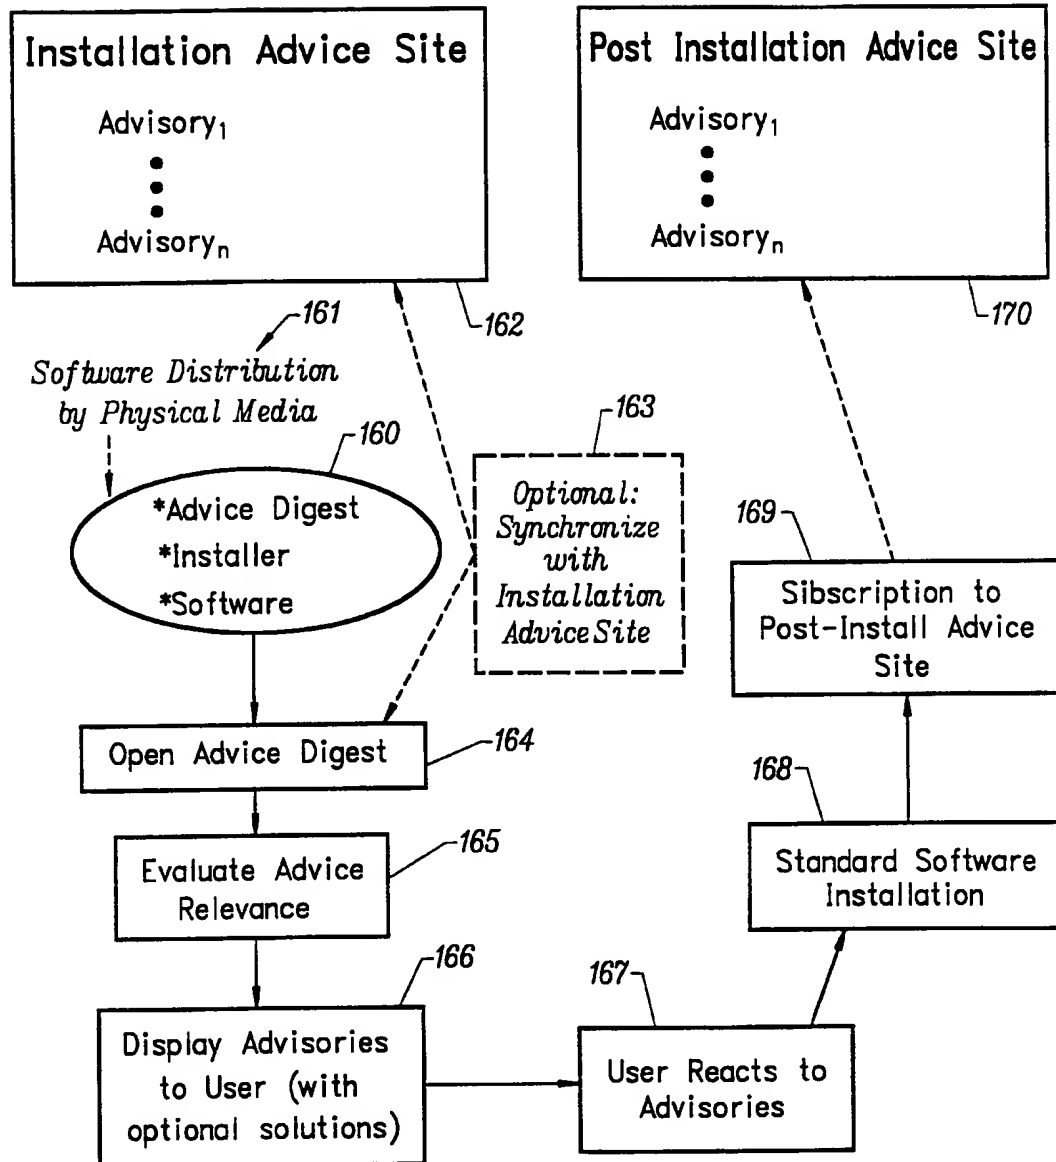 Installation Advice Site
Advisory1
Advisoryn
162
Post Installation Advice Site
Advisory1
Advisoryn
170
161
Software Distribution
by Physical Media
160
*Advice Digest
*Installer
*Software
163
Optional:
Synchronize
with
Installation
Advice Site
Open Advice Digest
164
Evaluate Advice
Relevance
165
166
Display Advisories
to User (with
optional solutions)
167
User Reacts to
Advisories
168
Standard Software
Installation
169
Sibscription to
Post-Install Advice
Site